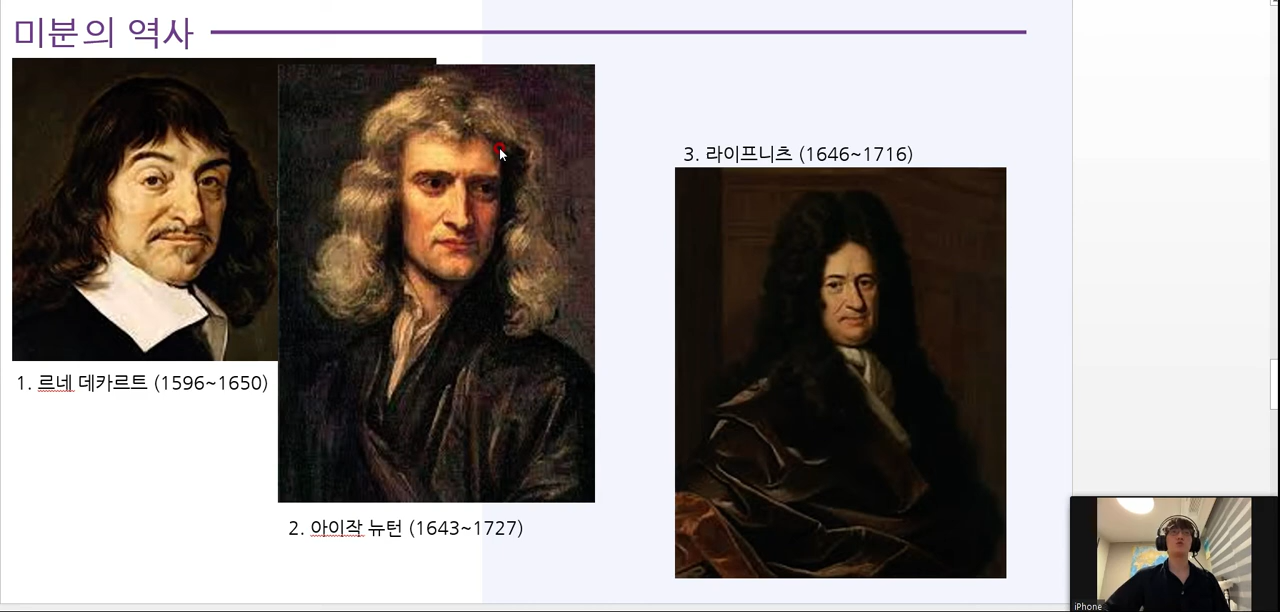 미분의 역사
3. 라이프니츠 (1646~1716)
1. 르네 데카르트 (1596~1650)
2. 아이작 뉴턴 (1643~1727)
iPhone